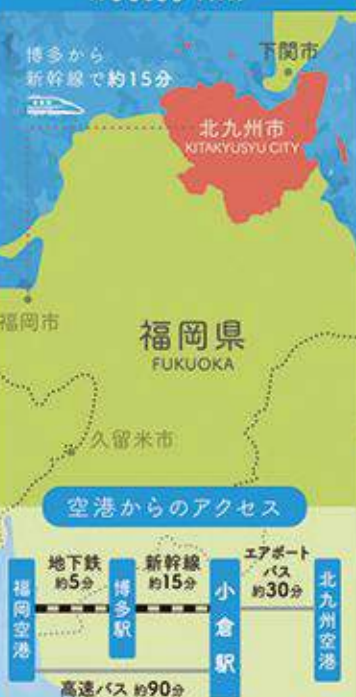 下関市
博多から
新幹線で約15分
北九州市
KITAKYUSYU CITY
福岡市
福岡県
FUKUOKA
久留米市
空港からのアクセス
福岡空港
地下鉄
約5分
博多駅
新幹線
約15分
小倉駅
エアポート
バス
約30分
北九州空港
高速バス 約90分